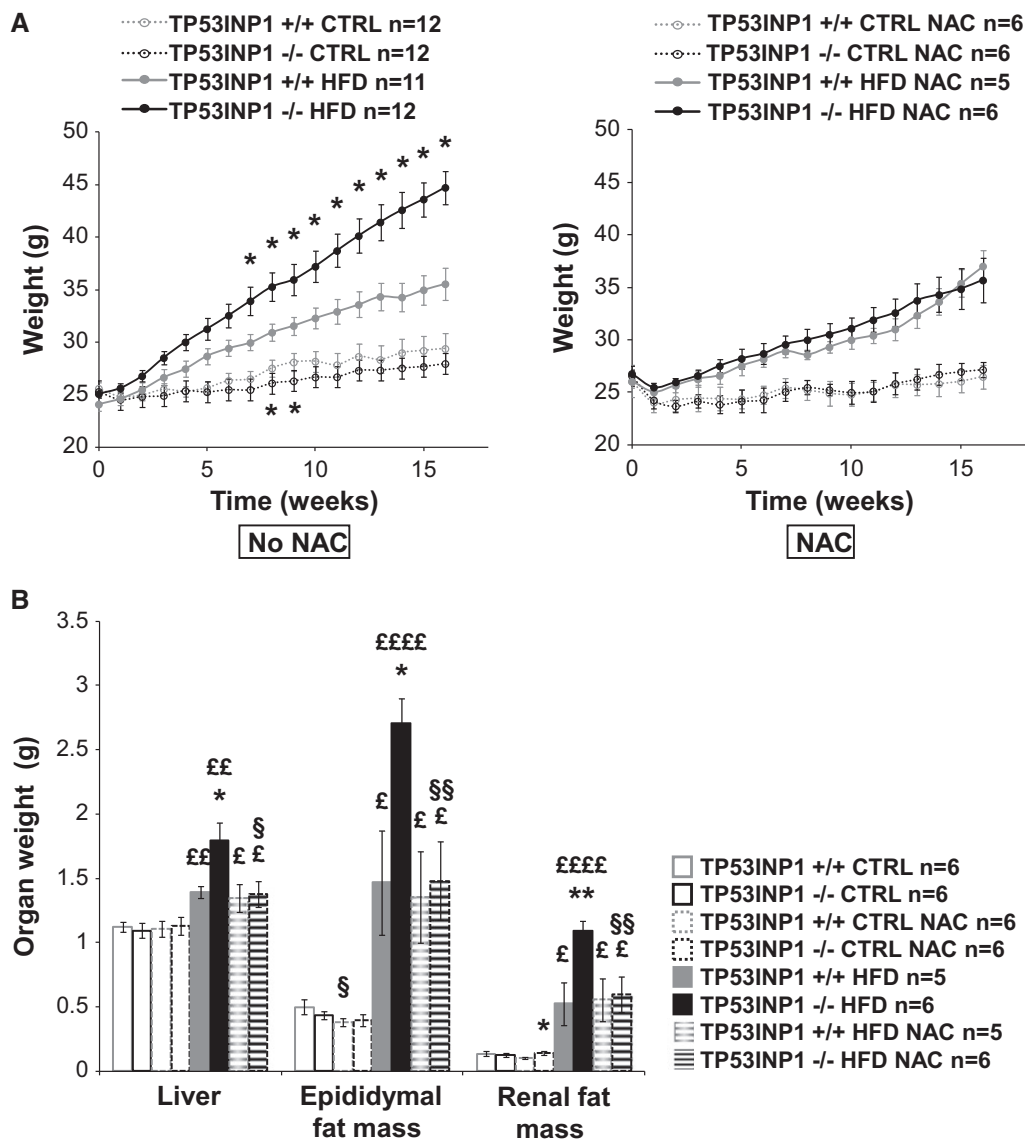 A
TP53INP1 +/+ CTRL n=12
TP53INP1 -/- CTRL n=12
TP53INP1 +/+ HFD n=11
TP53INP1 -/- HFD n=12
50
45
40
35
30
25
20
Weight (g)
* * * * * * * * * *
* *
0 5 10 15
Time (weeks)
No NAC
TP53INP1 +/+ CTRL NAC n=6
TP53INP1 -/- CTRL NAC n=6
TP53INP1 +/+ HFD NAC n=5
TP53INP1 -/- HFD NAC n=6
50
45
40
35
30
25
20
Weight (g)
0 5 10 15
Time (weeks)
NAC
B
3.5
3
2.5
2
1.5
1
0.5
0
Organ weight (g)
££
££
*
£
§
£
§
£
££££
*
£
§§
£
*
£
££££
**
£
§§
£
Liver
Epididymal
fat mass
Renal fat
mass
TP53INP1 +/+ CTRL n=6
TP53INP1 -/- CTRL n=6
TP53INP1 +/+ CTRL NAC n=6
TP53INP1 -/- CTRL NAC n=6
TP53INP1 +/+ HFD n=5
TP53INP1 -/- HFD n=6
TP53INP1 +/+ HFD NAC n=5
TP53INP1 -/- HFD NAC n=6